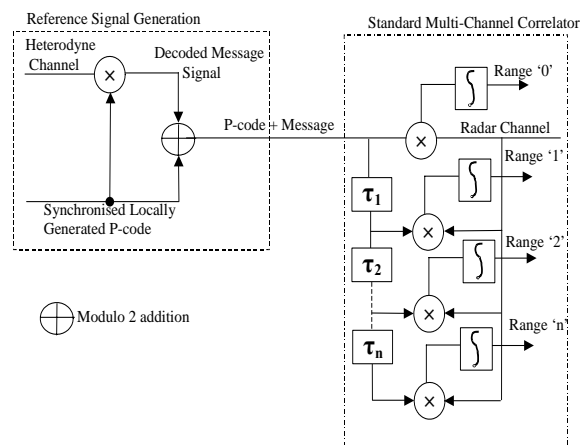 Reference Signal Generation
Standard Multi-Channel Correlator
Heterodyne
Channel
Decoded Message
Signal
×
P-code + Message
∫
Range ‘0’
×
Radar Channel
Synchronised Locally
Generated P-code
τ1
∫
Range ‘1’
×
τ2
∫
Range ‘2’
×
Modulo 2 addition
τn
∫
Range ‘n’
×